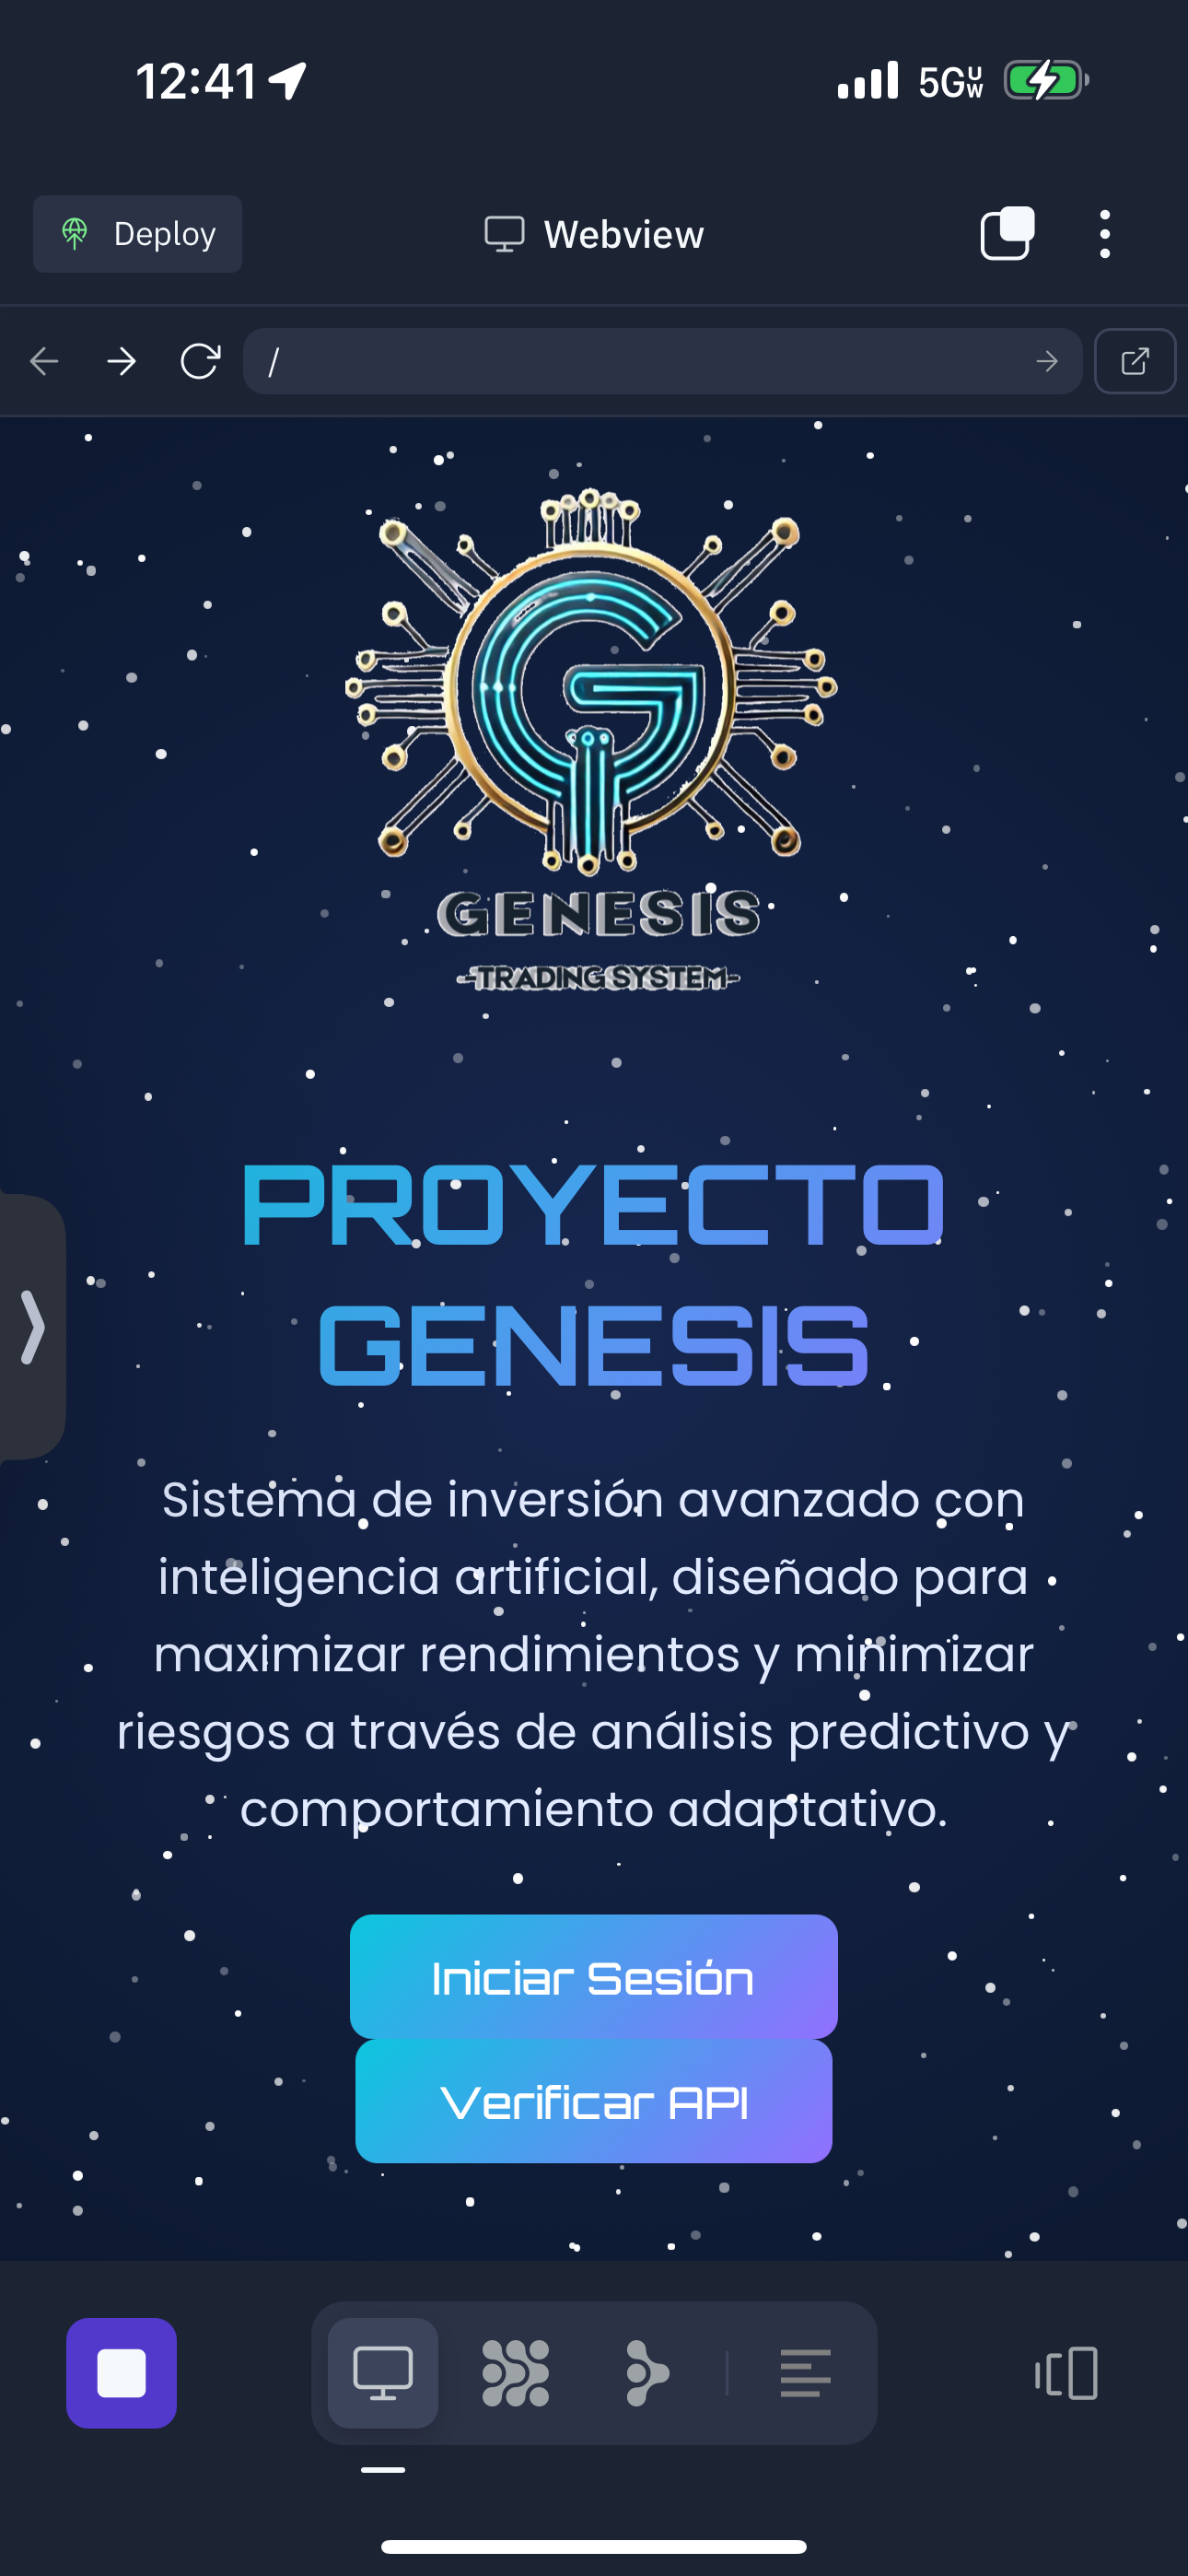 12:41
5G UW
Deploy
Webview
/
G
GENESIS
-TRADING SYSTEM-
PROYECTO
GENESIS
Sistema de inversión avanzado con
inteligencia artificial, diseñado para
maximizar rendimientos y minimizar
riesgos a través de análisis predictivo y
comportamiento adaptativo.
Iniciar Sesión
Verificar API